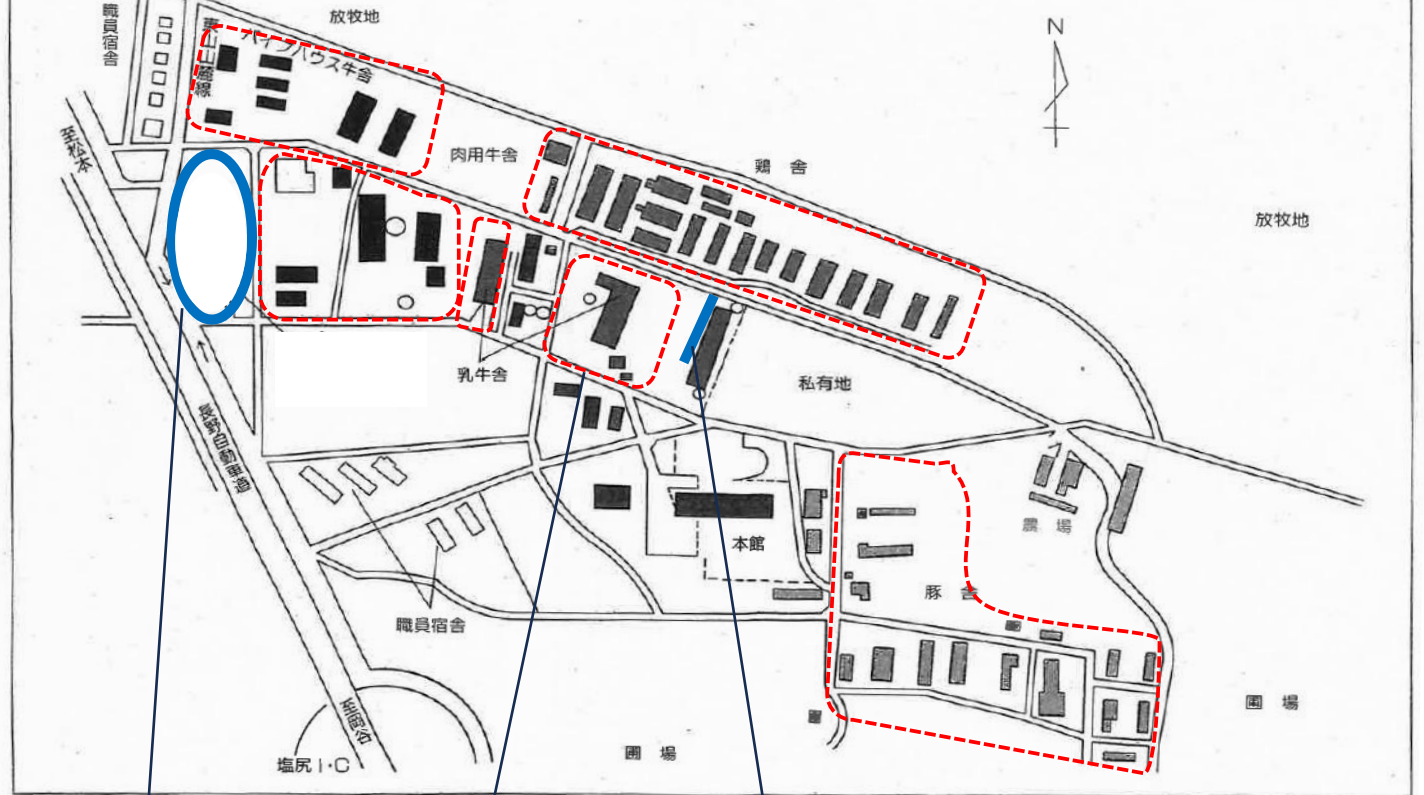 放牧地
職員宿舎
東山山麓線
パイプハウス牛舎
N
至松本
肉用牛舎
鶏舎
放牧地
乳牛舎
私有地
長野自動車道
本館
農場
豚舎
職員宿舎
至岡谷
塩尻I・C
圃場
圃場